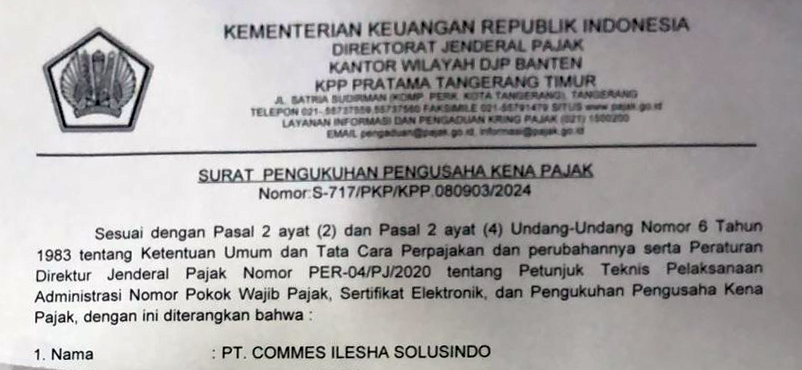 KEMENTERIAN KEUANGAN REPUBLIK INDONESIA
DIREKTORAT JENDERAL PAJAK
KANTOR WILAYAH DJP BANTEN
KPP PRATAMA TANGERANG TIMUR
JL. SATRIA SUDIRMAN (KOMP. PERK. KOTA TANGERANG), TANGERANG
TELEPON 021-55737559,55737560 FAKSIMILE 021-55791479 SITUS www.pajak.go.id
LAYANAN INFORMASI DAN PENGADUAN KRING PAJAK (021) 1500200
EMAIL pengaduan@pajak.go.id, informasi@pajak.go.id
SURAT PENGUKUHAN PENGUSAHA KENA PAJAK
Nomor:S-717/PKP/KPP.080903/2024
Sesuai dengan Pasal 2 ayat (2) dan Pasal 2 ayat (4) Undang-Undang Nomor 6 Tahun
1983 tentang Ketentuan Umum dan Tata Cara Perpajakan dan perubahannya serta Peraturan
Direktur Jenderal Pajak Nomor PER-04/PJ/2020 tentang Petunjuk Teknis Pelaksanaan
Administrasi Nomor Pokok Wajib Pajak, Sertifikat Elektronik, dan Pengukuhan Pengusaha Kena
Pajak, dengan ini diterangkan bahwa :
1. Nama : PT. COMMES ILESHA SOLUSINDO